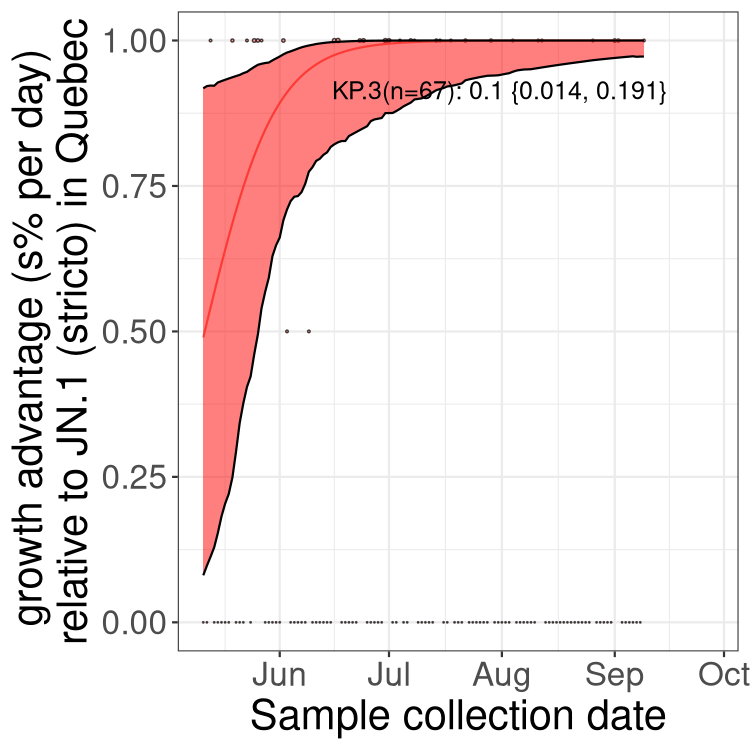 growth advantage (s% per day)
relative to JN.1 (stricto) in Quebec
1.00
0.75
0.50
0.25
0.00
KP.3(n=67): 0.1 {0.014, 0.191}
Jun Jul Aug Sep Oct
Sample collection date